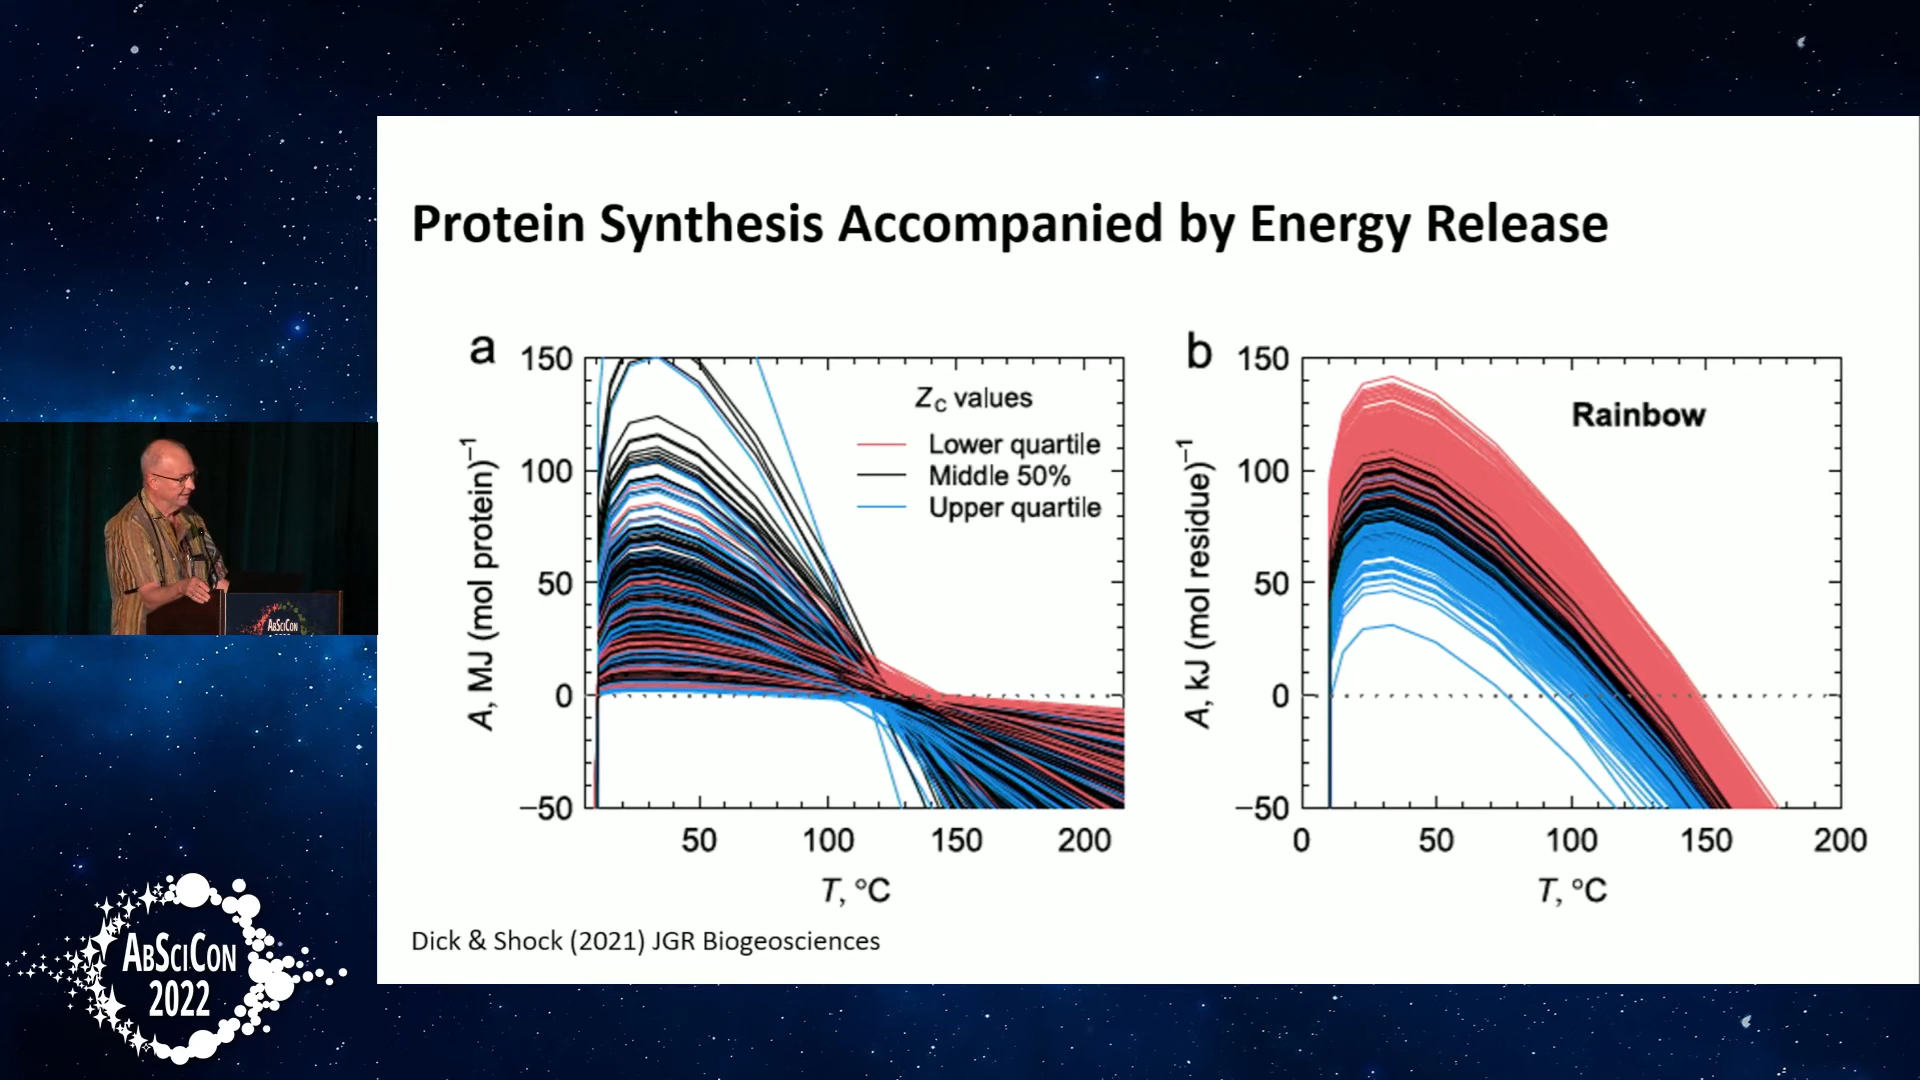 Protein Synthesis Accompanied by Energy Release
a
150
100
50
0
−50
A, MJ (mol protein)⁻¹
Z_C values
Lower quartile
Middle 50%
Upper quartile
50 100 150 200
T, °C
b
150
100
50
0
−50
A, kJ (mol residue)⁻¹
Rainbow
0 50 100 150 200
T, °C
Dick & Shock (2021) JGR Biogeosciences
ABSCICON
ABSCICON
2022